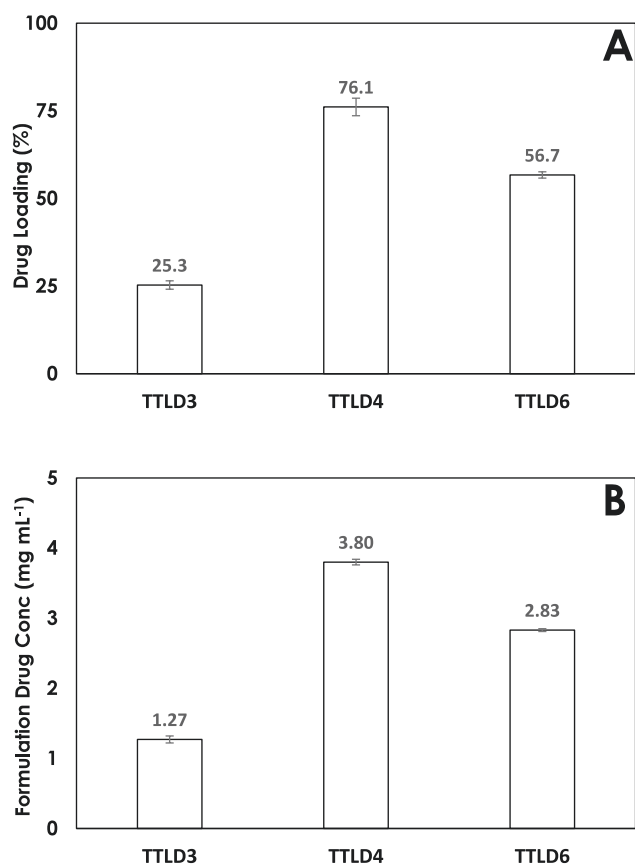 A
Drug Loading (%)
100
75
50
25
0
25.3
76.1
56.7
TTLD3 TTLD4 TTLD6
B
Formulation Drug Conc (mg mL⁻¹)
5
4
3
2
1
0
1.27
3.80
2.83
TTLD3 TTLD4 TTLD6